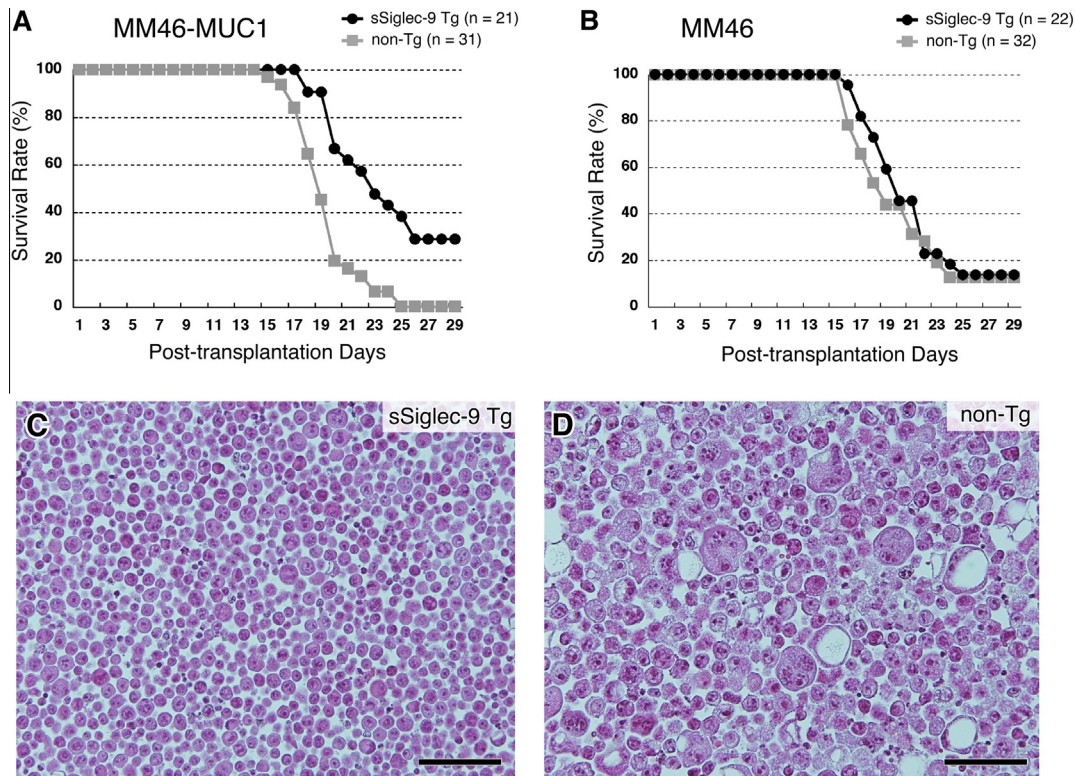 A
MM46-MUC1
sSiglec-9 Tg (n = 21)
non-Tg (n = 31)
Survival Rate (%)
100
80
60
40
20
0
1 3 5 7 9 11 13 15 17 19 21 23 25 27 29
Post-transplantation Days
B
MM46
sSiglec-9 Tg (n = 22)
non-Tg (n = 32)
Survival Rate (%)
100
80
60
40
20
0
1 3 5 7 9 11 13 15 17 19 21 23 25 27 29
Post-transplantation Days
C
sSiglec-9 Tg
D
non-Tg